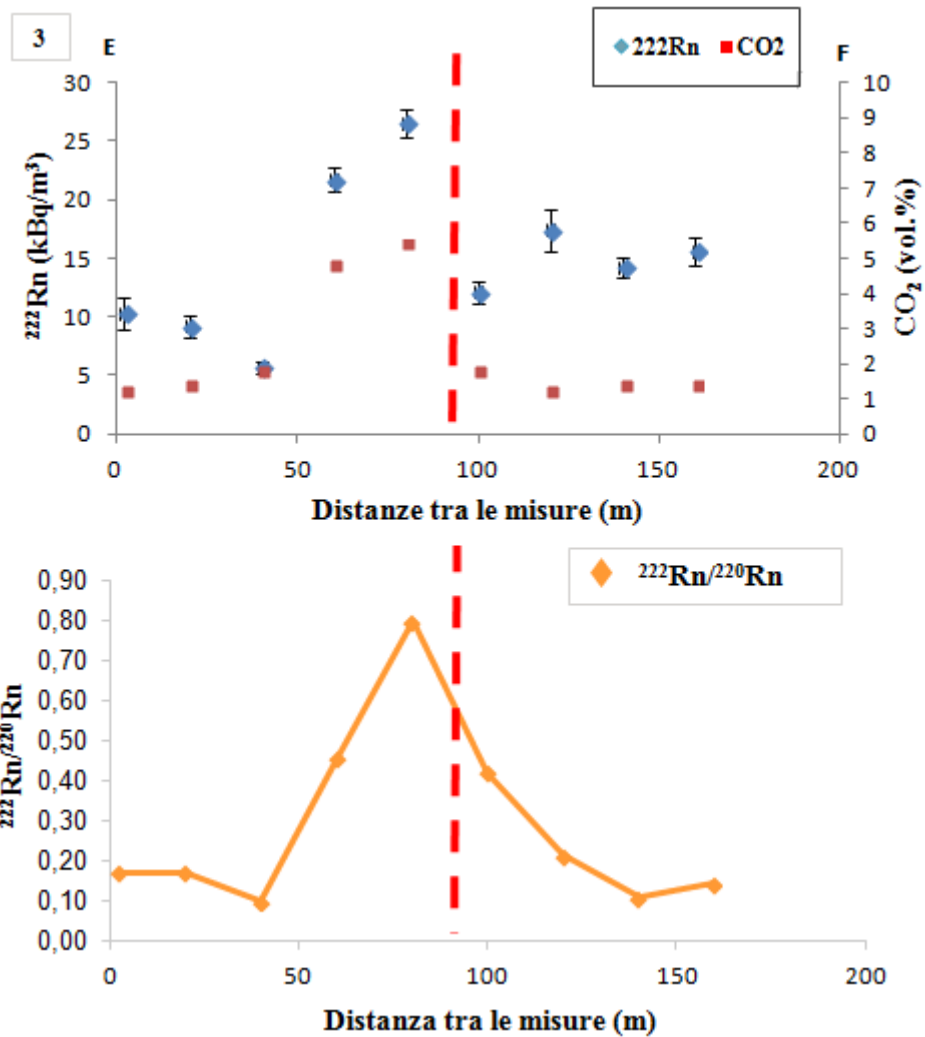 3
E
222Rn CO2
F
30
25
20
15
10
5
0
²²²Rn (kBq/m³)
10
9
8
7
6
5
4
3
2
1
0
CO₂ (vol.%)
0 50 100 150 200
Distanze tra le misure (m)
²²²Rn/²²⁰Rn
0,90
0,80
0,70
0,60
0,50
0,40
0,30
0,20
0,10
0,00
²²²Rn/²²⁰Rn
0 50 100 150 200
Distanza tra le misure (m)